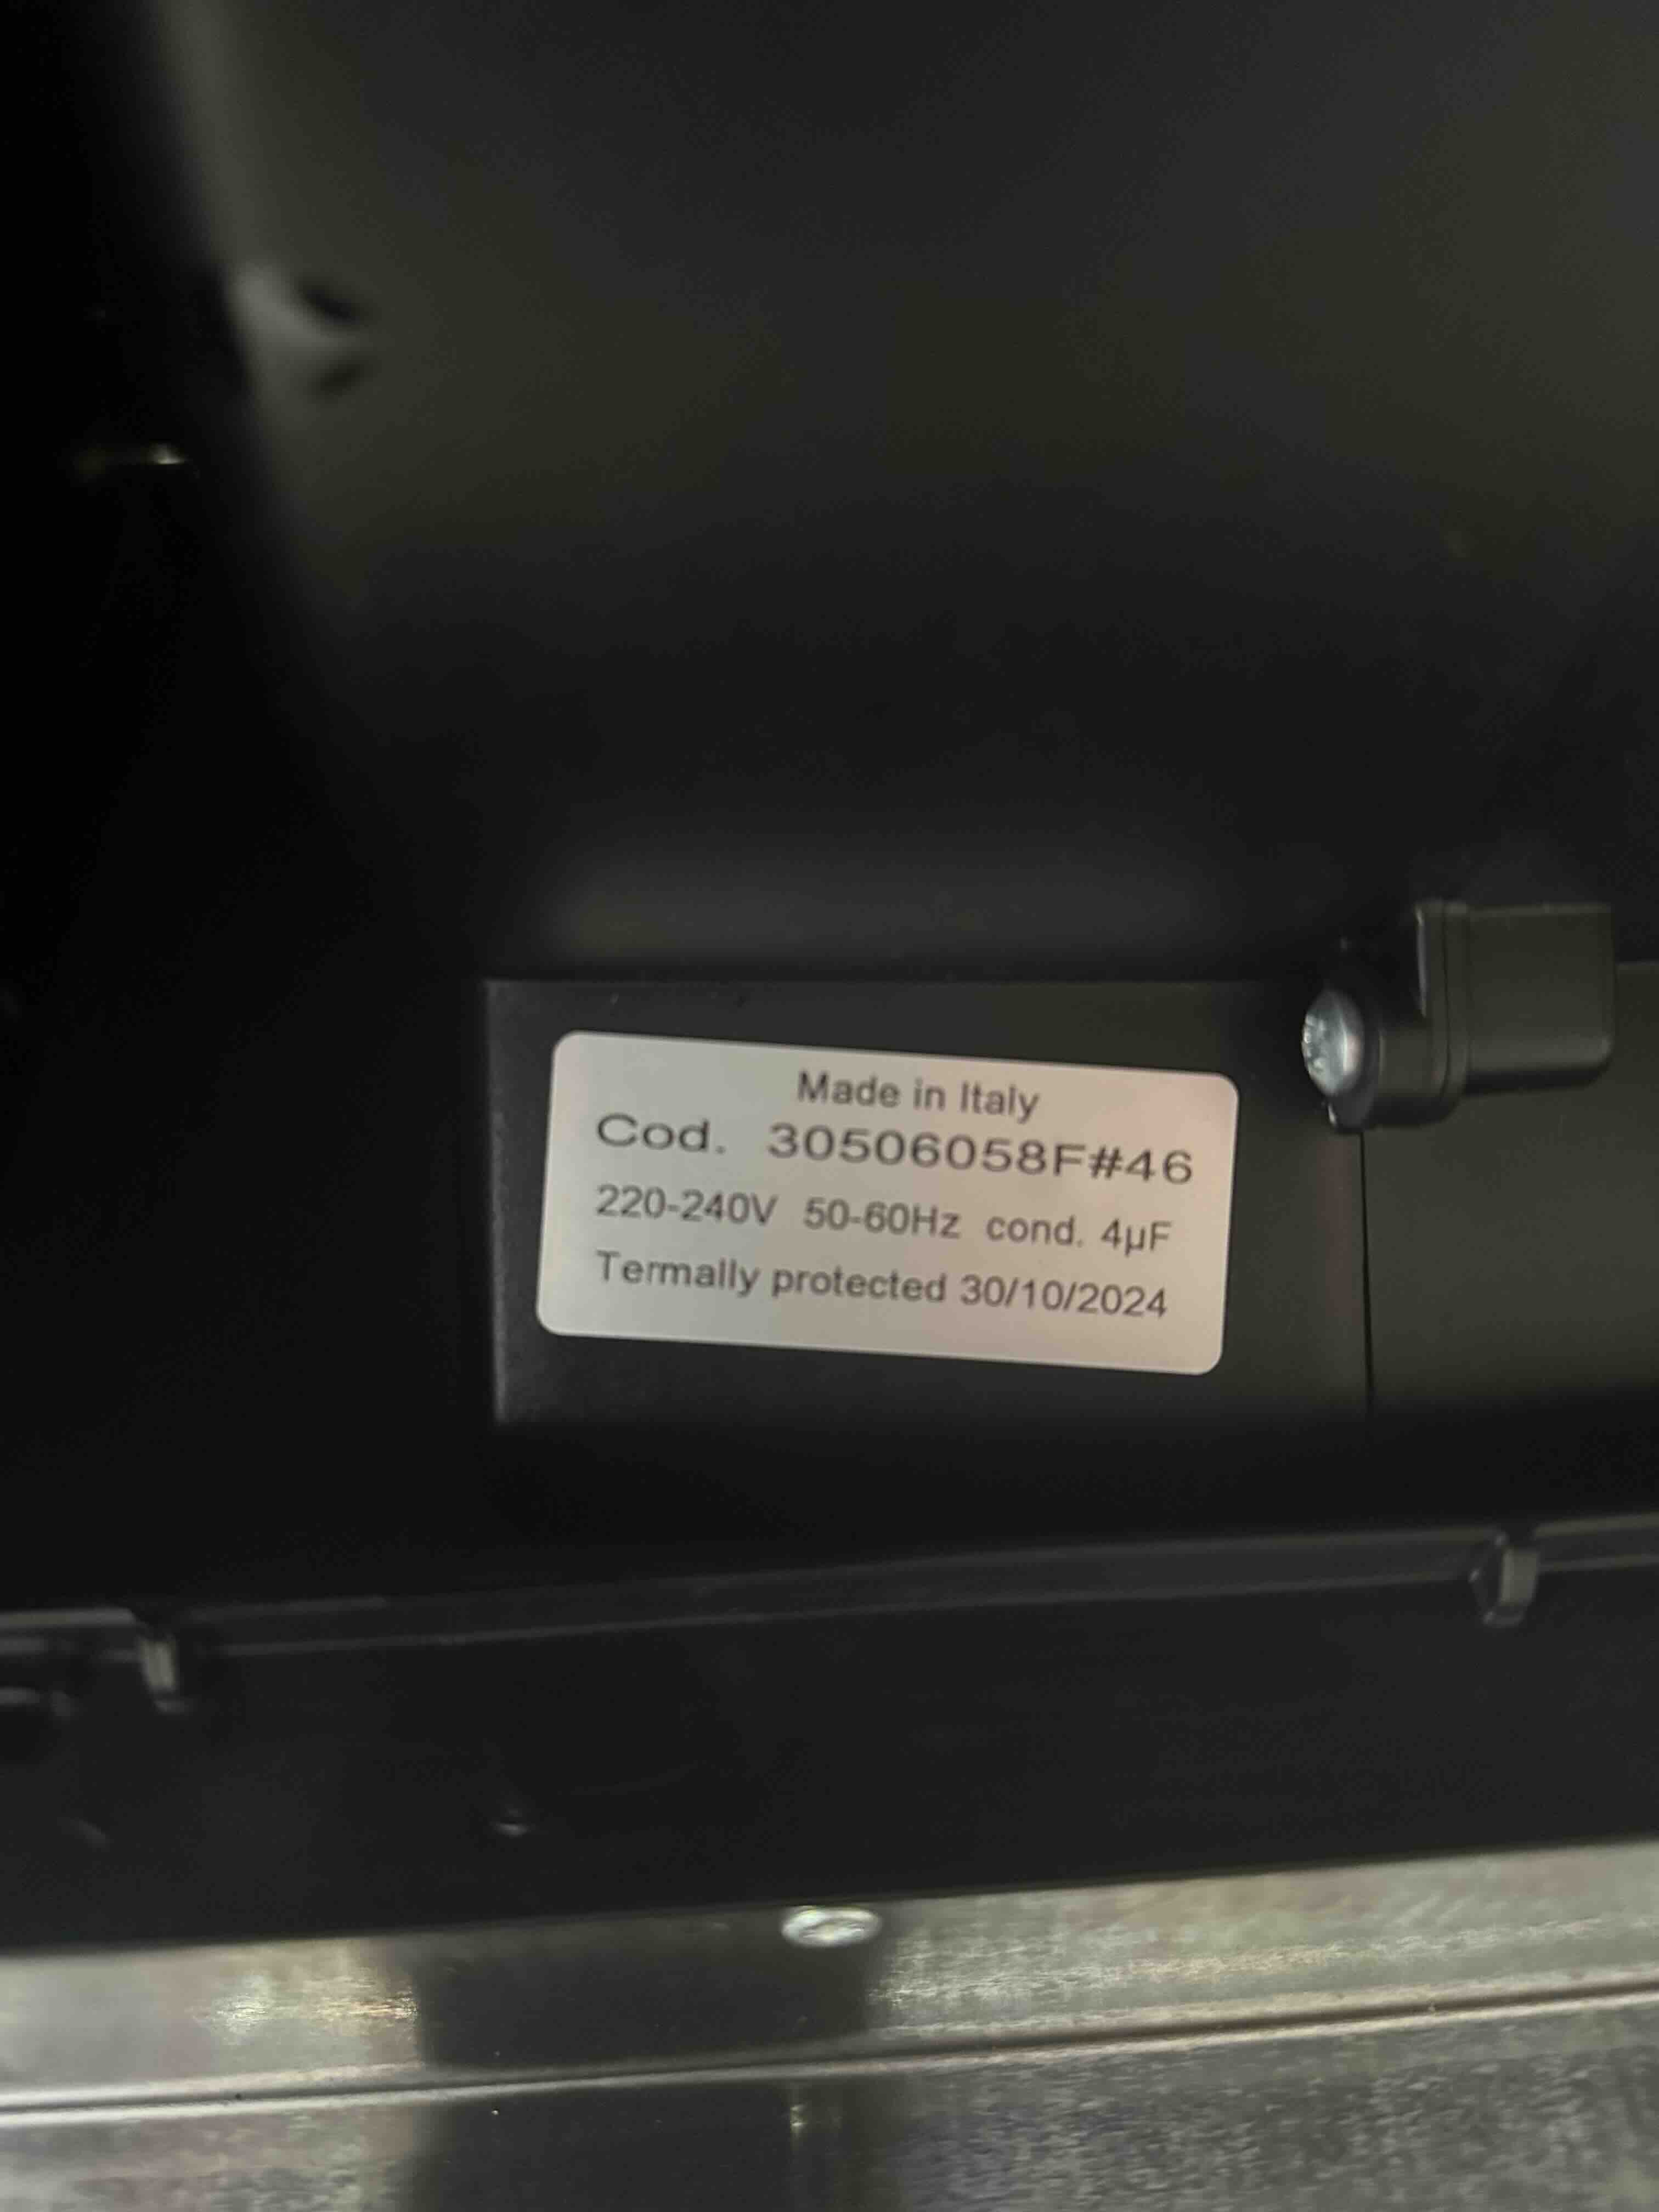 Made in Italy
Cod. 30506058F#46
220-240V 50-60Hz cond. 4µF
Termally protected 30/10/2024